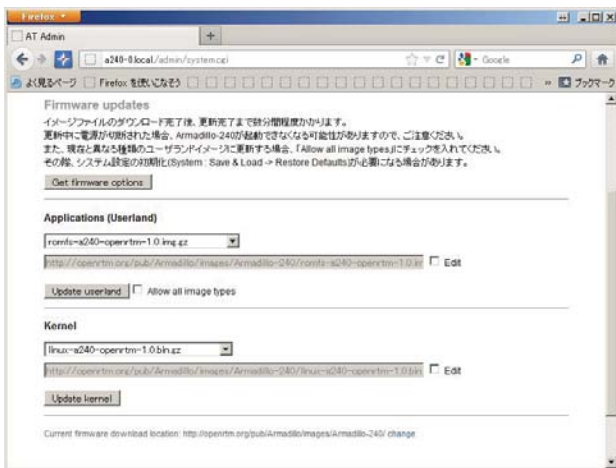 Firefox
AT Admin
a240-0.local/admin/system.cgi
Google
よく見るページ
Firefox を使いこなそう
ブックマーク
Firmware updates
イメージファイルのダウンロード完了後、更新完了まで数分間程度かかります。
更新中に電源が切断された場合、Armadillo-240が起動できなくなる可能性がありますので、ご注意ください。
また、現在と異なる種類のユーザランドイメージに更新する場合、「Allow all image types」にチェックを入れてください。
その際、システム設定の初期化(System : Save & Load -> Restore Defaults)が必要になる場合があります。
Get firmware options
Applications (Userland)
romfs-a240-openrtm-1.0.img.gz
http://openrtm.org/pub/Armadillo/images/Armadillo-240/romfs-a240-openrtm-1.0.im
Edit
Update userland
Allow all image types
Kernel
linux-a240-openrtm-1.0.bin.gz
http://openrtm.org/pub/Armadillo/images/Armadillo-240/linux-a240-openrtm-1.0.bin
Edit
Update kernel
Current firmware download location: http://openrtm.org/pub/Armadillo/images/Armadillo-240/ change